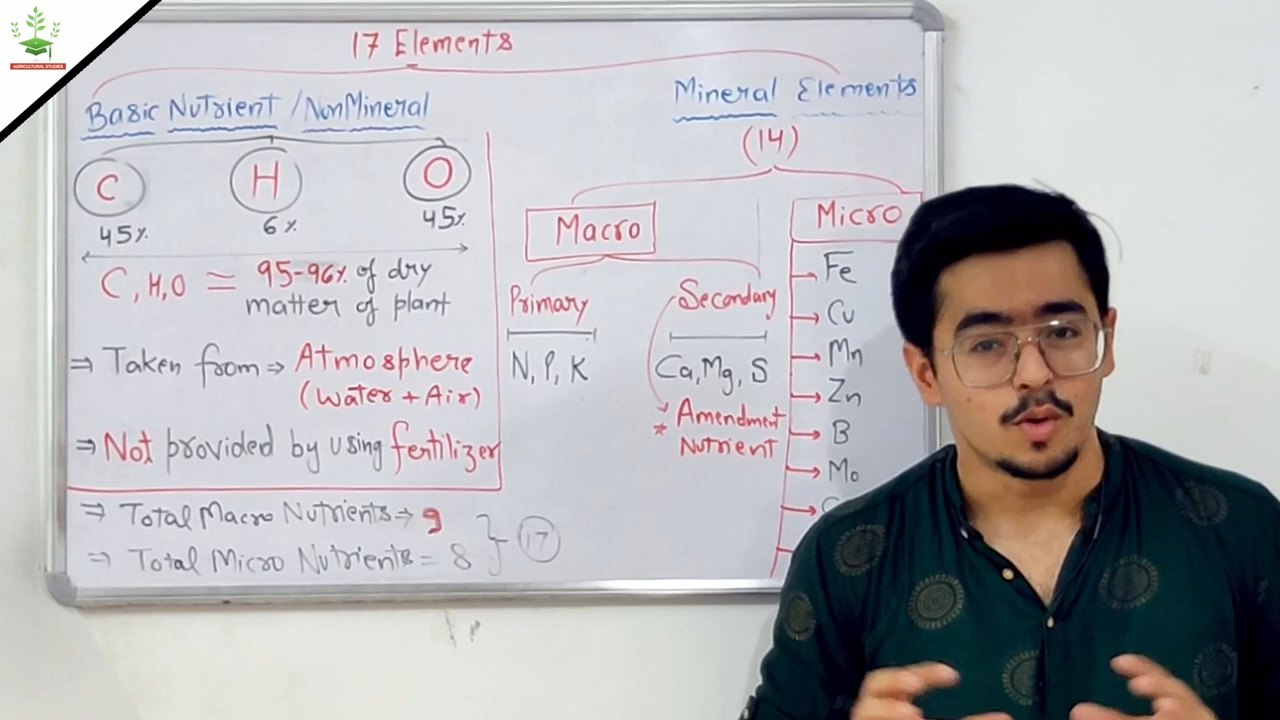 AGRICULTURAL STUDIES
17 Elements
Basic Nutrient / NonMineral
C H O
45% 6% 45%
C, H, O = 95-96% of dry
matter of plant
⇒ Taken from → Atmosphere
(Water + Air)
⇒ Not provided by using fertilizer
⇒ Total Macro Nutrients → 9
⇒ Total Micro Nutrients = 8
17
Mineral Elements
(14)
Macro
Primary
N, P, K
Secondary
Ca, Mg, S
* Amendment
* Nutrient
Micro
→ Fe
→ Cu
→ Mn
→ Zn
→ B
→ Mo